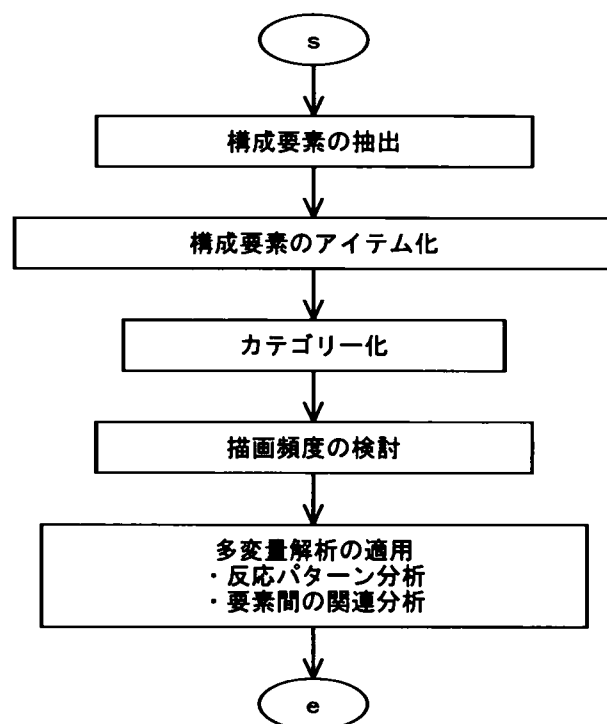 s
構成要素の抽出
構成要素のアイテム化
カテゴリー化
描画頻度の検討
多変量解析の適用
・反応パターン分析
・要素間の関連分析
e